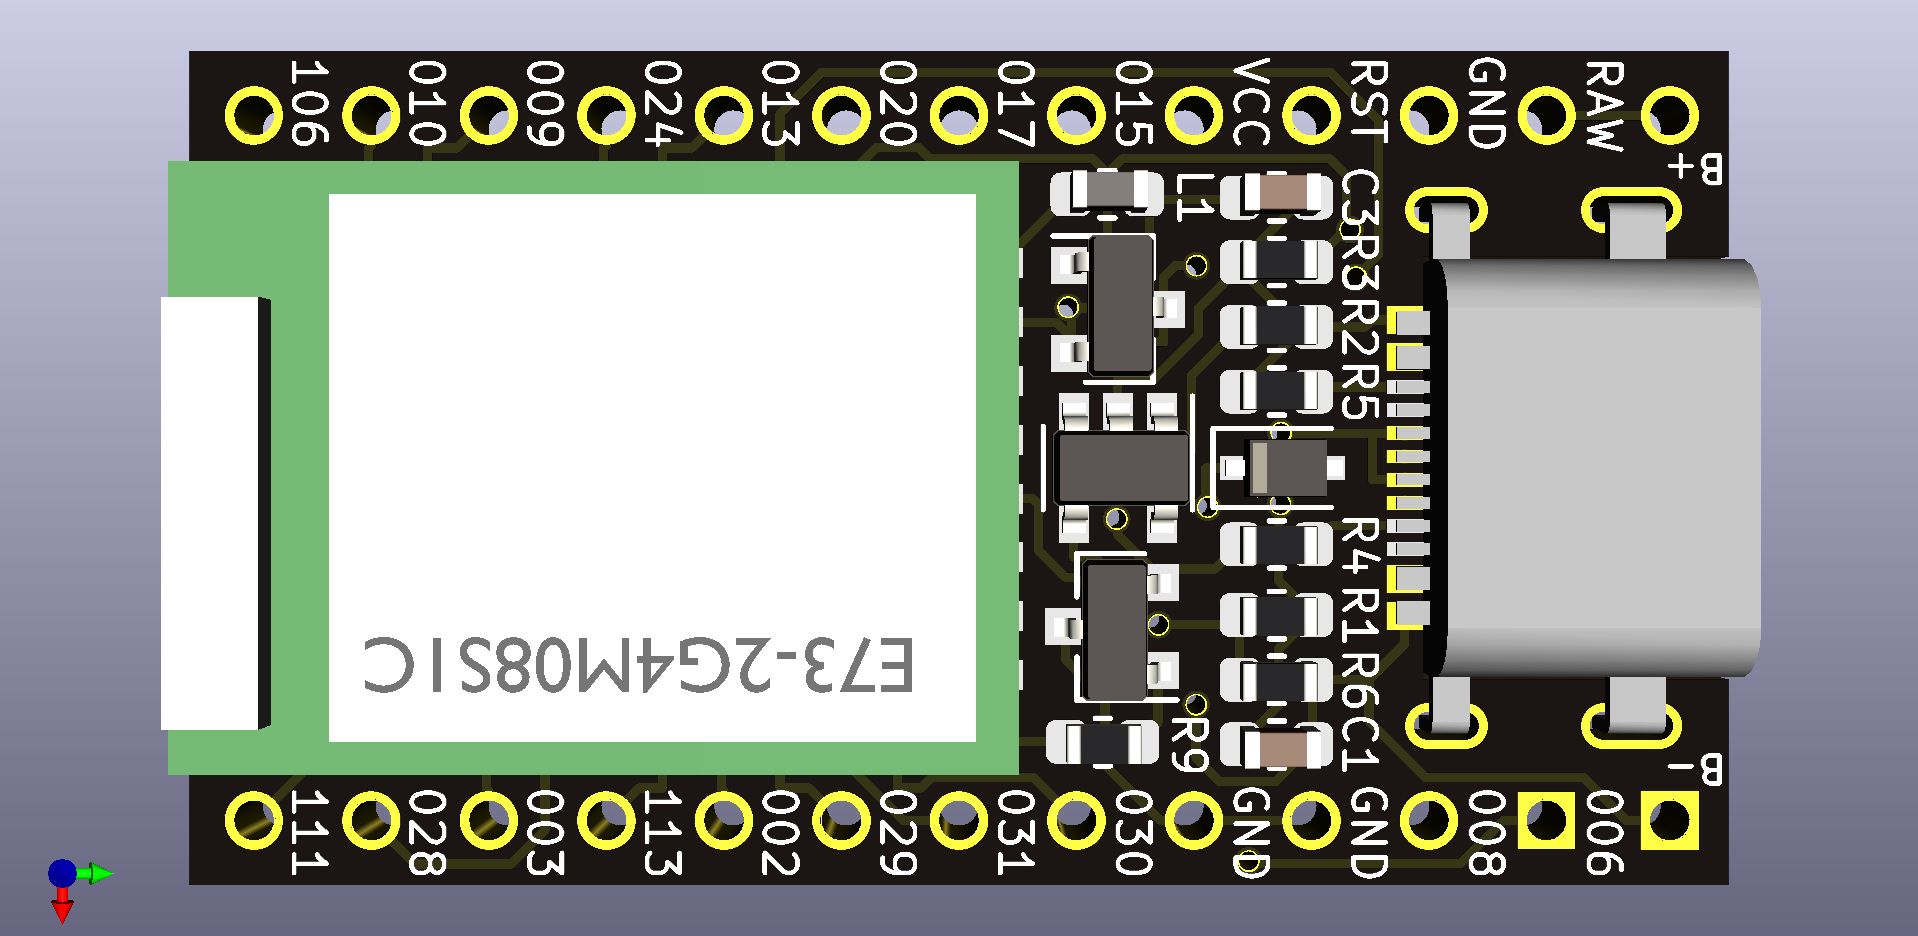 106
010
009
024
013
020
017
015
VCC
RST
GND
RAW
B+
L1
C3
R3
R2
R5
R4
R1
R6
C1
R9
E73-2G4M08S1C
B-
111
028
003
113
002
029
031
030
GND
GND
008
006